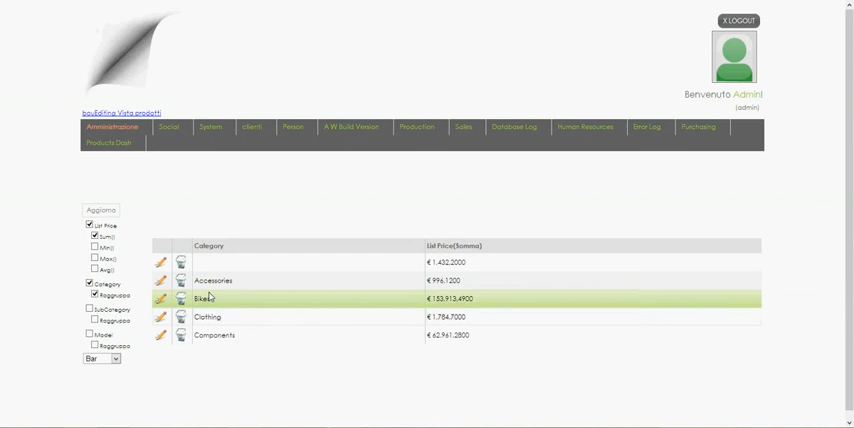 X LOGOUT
Benvenuto Admin!
(admin)
bouEditing Vista prodotti
Amministrazione Social System clienti Person A W Build Version Production Sales Database Log Human Resources Error Log Purchasing
Products Dash
Aggiorna
List Price
Sum()
Min()
Max()
Avg()
Category
Raggruppa
SubCategory
Raggruppa
Model
Raggruppa
Bar
Category List Price(Somma)
€ 1.432,2000
Accessories € 996,1200
Bikes € 153.913,4900
Clothing € 1.784,7000
Components € 62.961,2800